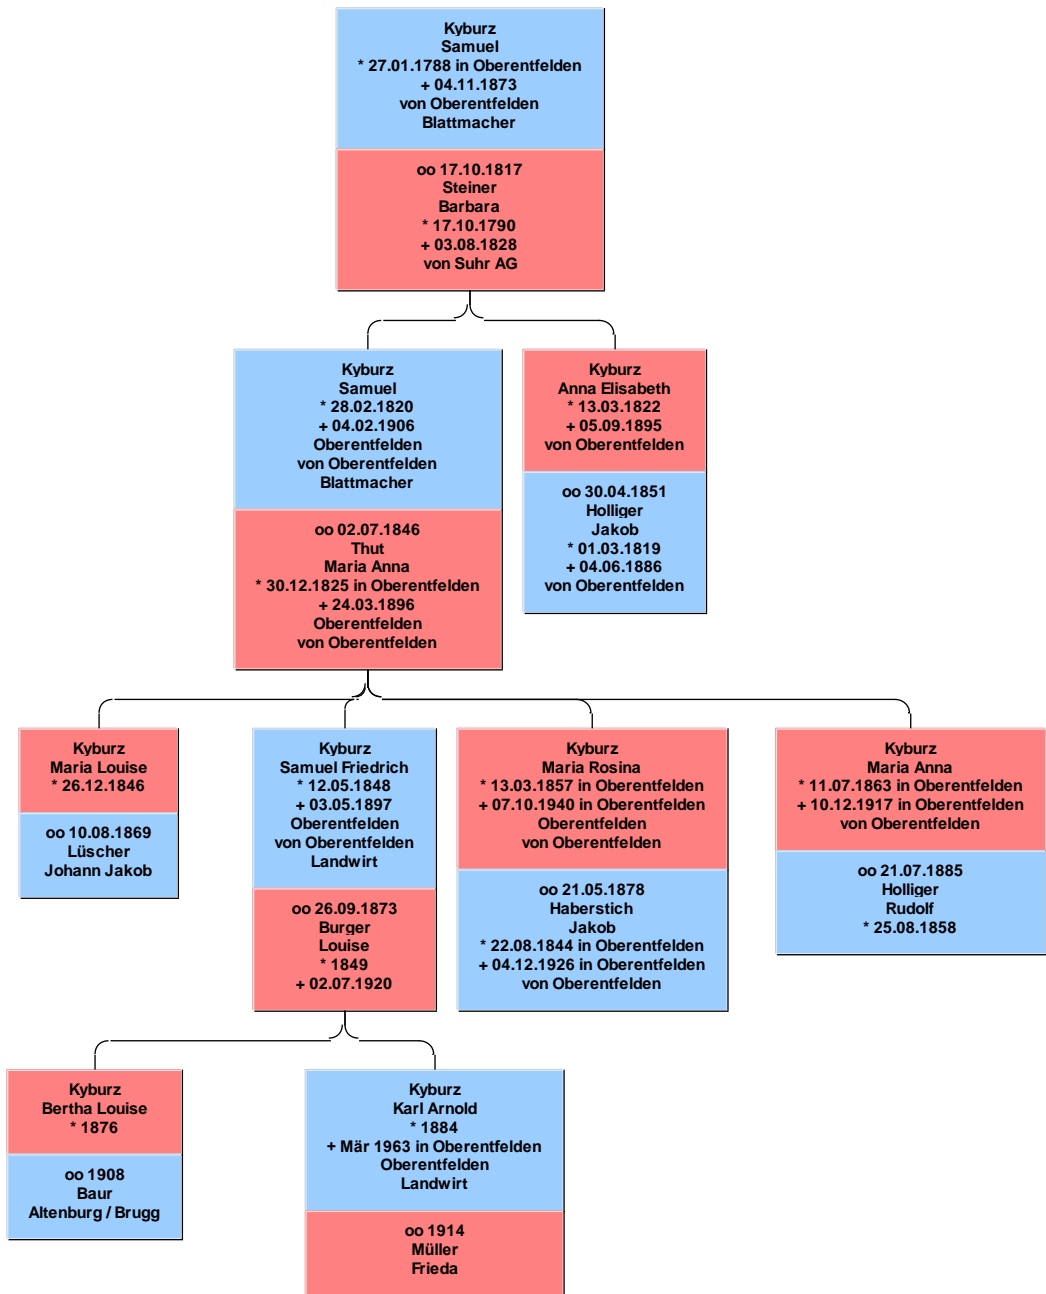 Kyburz
Samuel
* 27.01.1788 in Oberentfelden
+ 04.11.1873
von Oberentfelden
Blattmacher
oo 17.10.1817
Steiner
Barbara
* 17.10.1790
+ 03.08.1828
von Suhr AG
Kyburz
Samuel
* 28.02.1820
+ 04.02.1906
Oberentfelden
von Oberentfelden
Blattmacher
oo 02.07.1846
Thut
Maria Anna
* 30.12.1825 in Oberentfelden
+ 24.03.1896
Oberentfelden
von Oberentfelden
Kyburz
Anna Elisabeth
* 13.03.1822
+ 05.09.1895
von Oberentfelden
oo 30.04.1851
Holliger
Jakob
* 01.03.1819
+ 04.06.1886
von Oberentfelden
Kyburz
Maria Louise
* 26.12.1846
oo 10.08.1869
Lüscher
Johann Jakob
Kyburz
Samuel Friedrich
* 12.05.1848
+ 03.05.1897
Oberentfelden
von Oberentfelden
Landwirt
oo 26.09.1873
Burger
Louise
* 1849
+ 02.07.1920
Kyburz
Maria Rosina
* 13.03.1857 in Oberentfelden
+ 07.10.1940 in Oberentfelden
Oberentfelden
von Oberentfelden
oo 21.05.1878
Haberstich
Jakob
* 22.08.1844 in Oberentfelden
+ 04.12.1926 in Oberentfelden
von Oberentfelden
Kyburz
Maria Anna
* 11.07.1863 in Oberentfelden
+ 10.12.1917 in Oberentfelden
von Oberentfelden
oo 21.07.1885
Holliger
Rudolf
* 25.08.1858
Kyburz
Bertha Louise
* 1876
oo 1908
Baur
Altenburg / Brugg
Kyburz
Karl Arnold
* 1884
+ Mär 1963 in Oberentfelden
Oberentfelden
Landwirt
oo 1914
Müller
Frieda